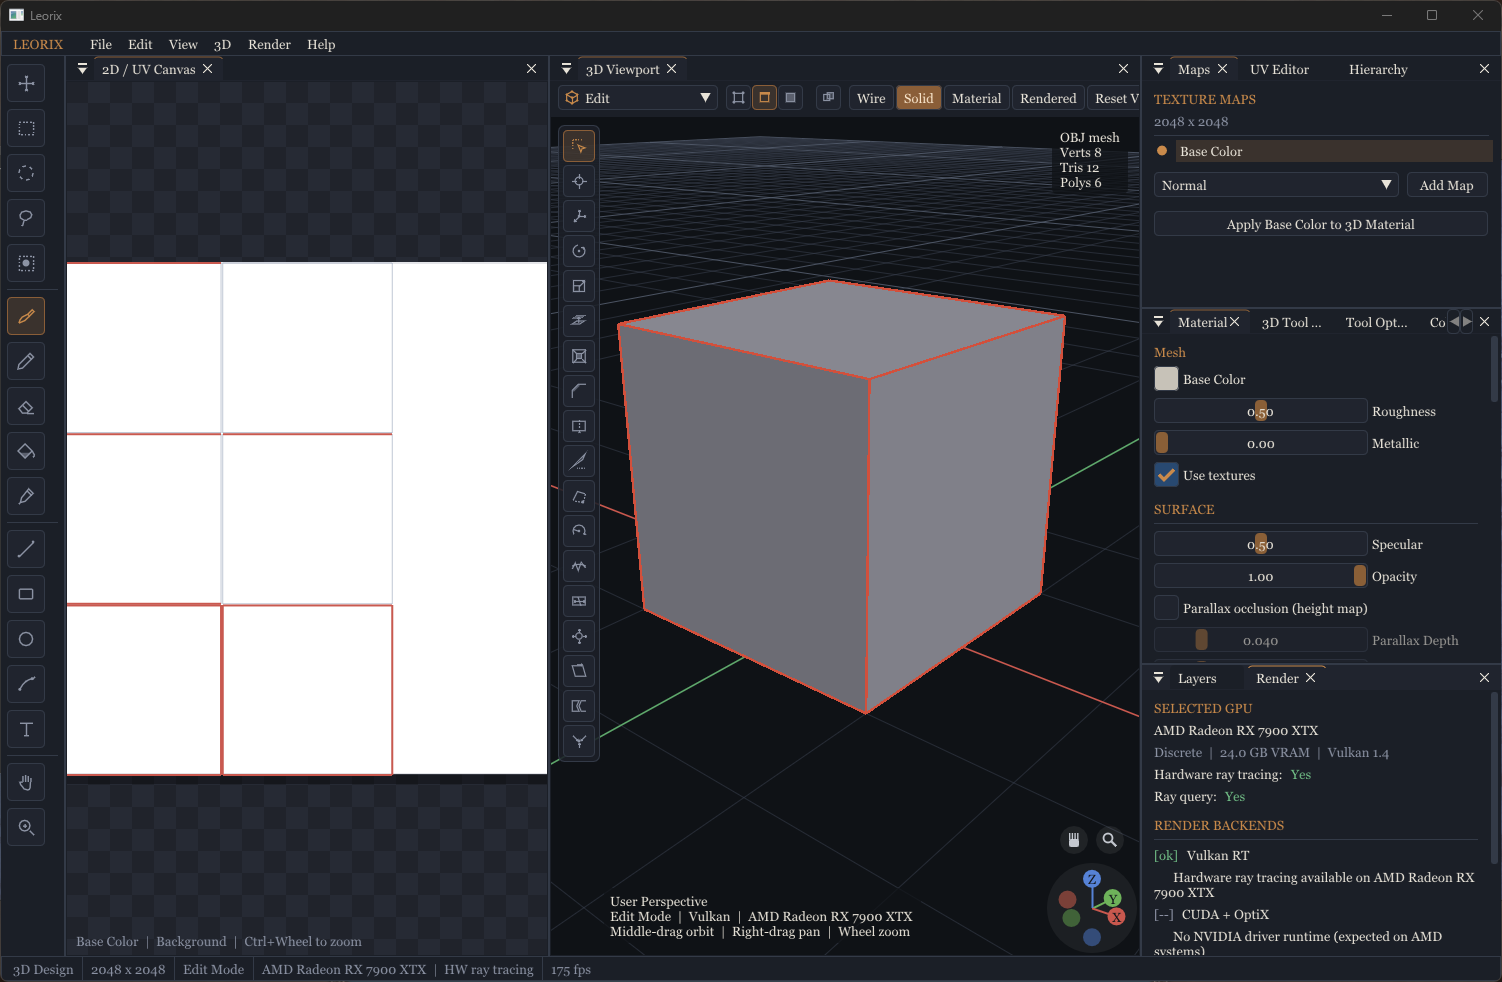 Leorix
LEORIX File Edit View 3D Render Help
2D / UV Canvas
Base Color | Background | Ctrl+Wheel to zoom
3D Viewport
Edit Wire Solid Material Rendered Reset V
OBJ mesh
Verts 8
Tris 12
Polys 6
User Perspective
Edit Mode | Vulkan | AMD Radeon RX 7900 XTX
Middle-drag orbit | Right-drag pan | Wheel zoom
Z
Y
X
Maps UV Editor Hierarchy
TEXTURE MAPS
2048 x 2048
Base Color
Normal Add Map
Apply Base Color to 3D Material
Material 3D Tool ... Tool Opt... Co
Mesh
Base Color
0.50 Roughness
0.00 Metallic
Use textures
SURFACE
0.50 Specular
1.00 Opacity
Parallax occlusion (height map)
0.040 Parallax Depth
Layers Render
SELECTED GPU
AMD Radeon RX 7900 XTX
Discrete | 24.0 GB VRAM | Vulkan 1.4
Hardware ray tracing: Yes
Ray query: Yes
RENDER BACKENDS
[ok] Vulkan RT
Hardware ray tracing available on AMD Radeon RX
7900 XTX
[--] CUDA + OptiX
No NVIDIA driver runtime (expected on AMD
systems)
3D Design 2048 x 2048 Edit Mode AMD Radeon RX 7900 XTX | HW ray tracing 175 fps